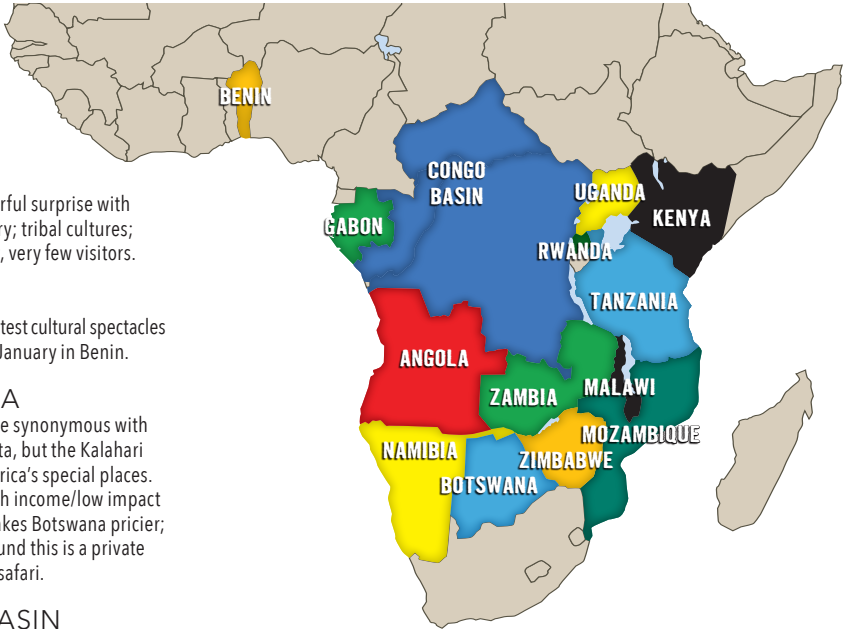 rful surprise with
ry; tribal cultures;
, very few visitors.
test cultural spectacles
January in Benin.
A
e synonymous with
ta, but the Kalahari
rica's special places.
h income/low impact
kes Botswana pricier;
und this is a private
safari.
ASIN
BENIN
CONGO
BASIN
UGANDA
KENYA
GABON
RWANDA
TANZANIA
ANGOLA
ZAMBIA
MALAWI
MOZAMBIQUE
NAMIBIA
ZIMBABWE
BOTSWANA